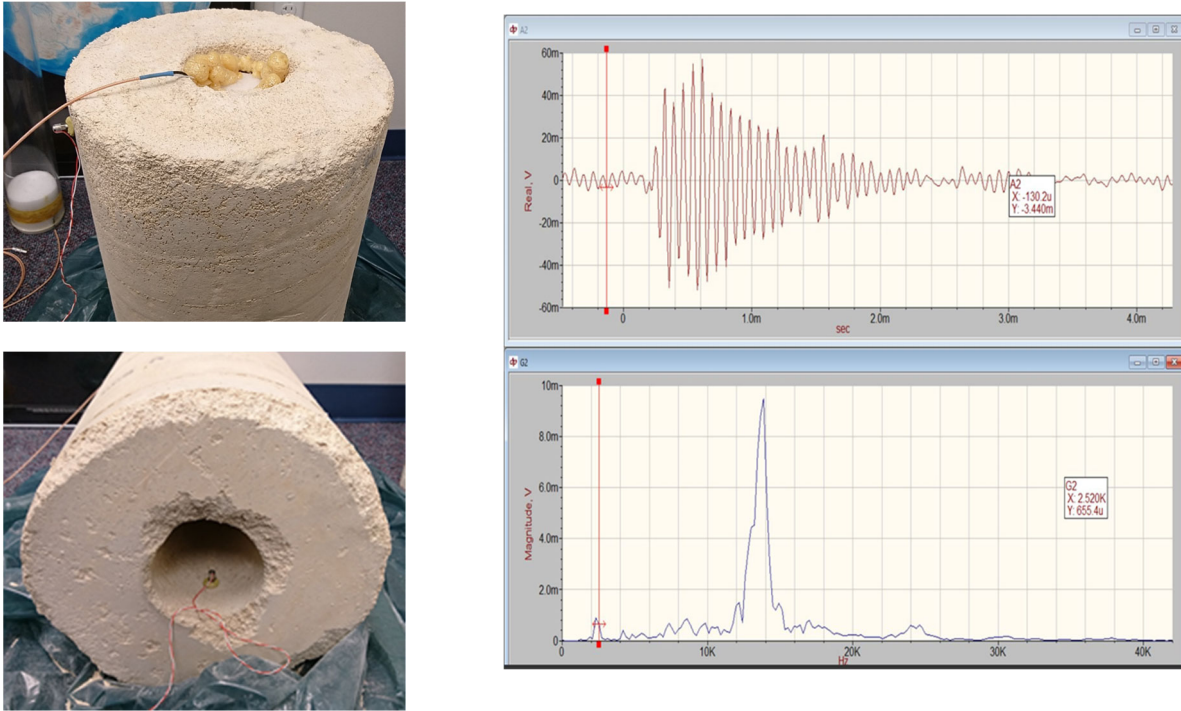 A2
60m
40m
20m
0
-20m
-40m
-60m
Real, V
0
1.0m
2.0m
3.0m
4.0m
sec
A2
X: -130.2u
Y: -3.440m
G2
10m
8.0m
6.0m
4.0m
2.0m
0
Magnitude, V
0
10K
20K
30K
40K
Hz
G2
X: 2.520K
Y: 655.4u